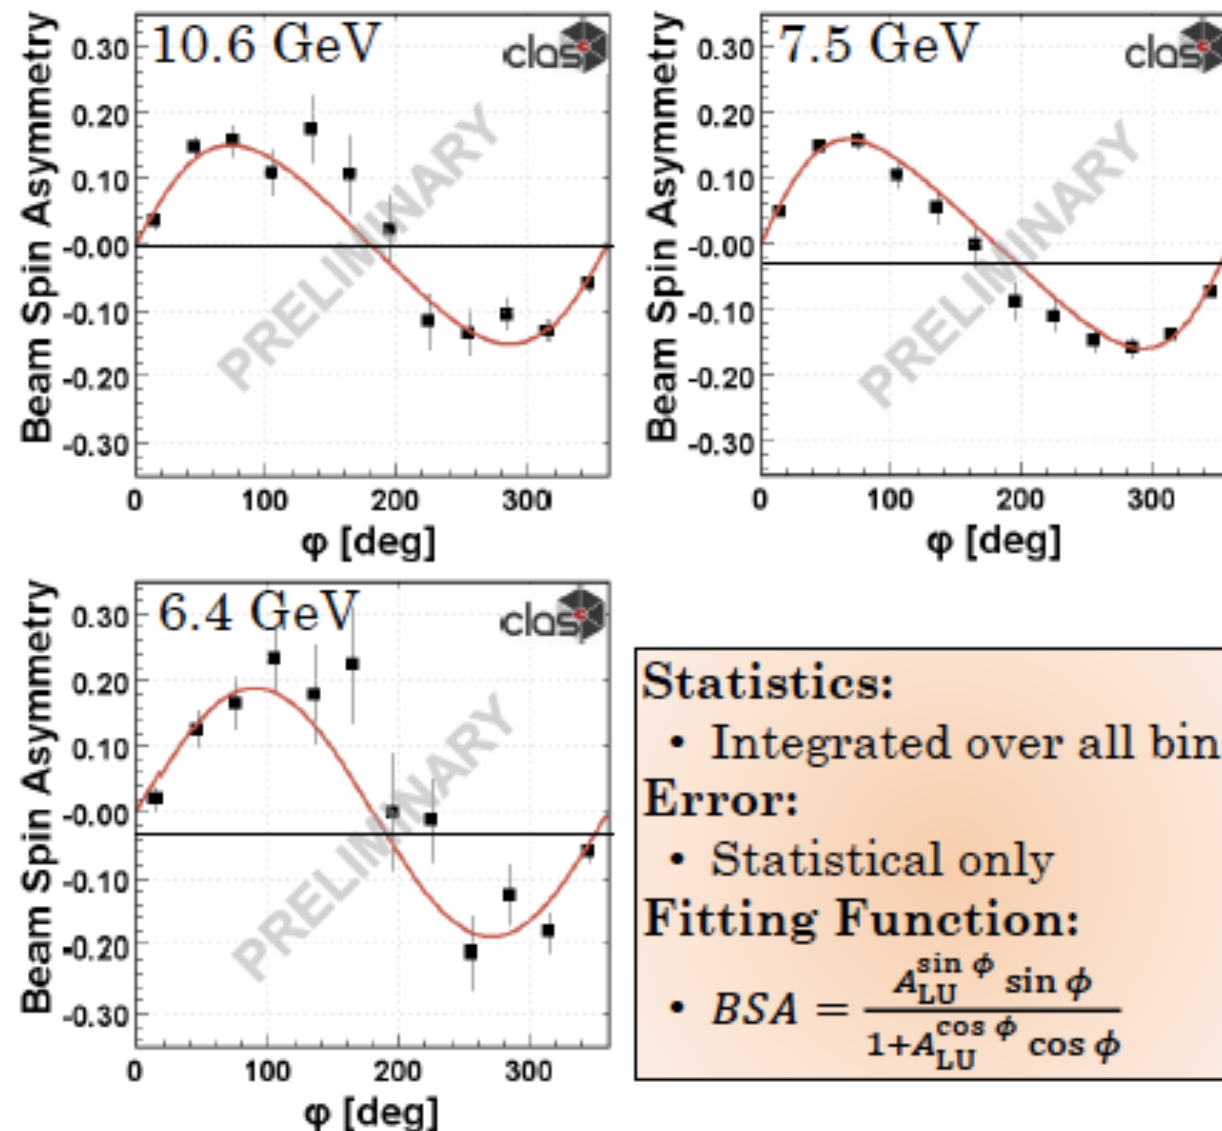 10.6 GeV
clas
Beam Spin Asymmetry
0.30
0.20
0.10
-0.00
-0.10
-0.20
-0.30
PRELIMINARY
0 100 200 300
φ [deg]
7.5 GeV
clas
Beam Spin Asymmetry
0.30
0.20
0.10
-0.00
-0.10
-0.20
-0.30
PRELIMINARY
0 100 200 300
φ [deg]
6.4 GeV
clas
Beam Spin Asymmetry
0.30
0.20
0.10
-0.00
-0.10
-0.20
-0.30
PRELIMINARY
0 100 200 300
φ [deg]
Statistics:
• Integrated over all bin
Error:
• Statistical only
Fitting Function:
• BSA = A_LU^{sin ϕ} sin ϕ / 1+A_LU^{cos ϕ} cos ϕ